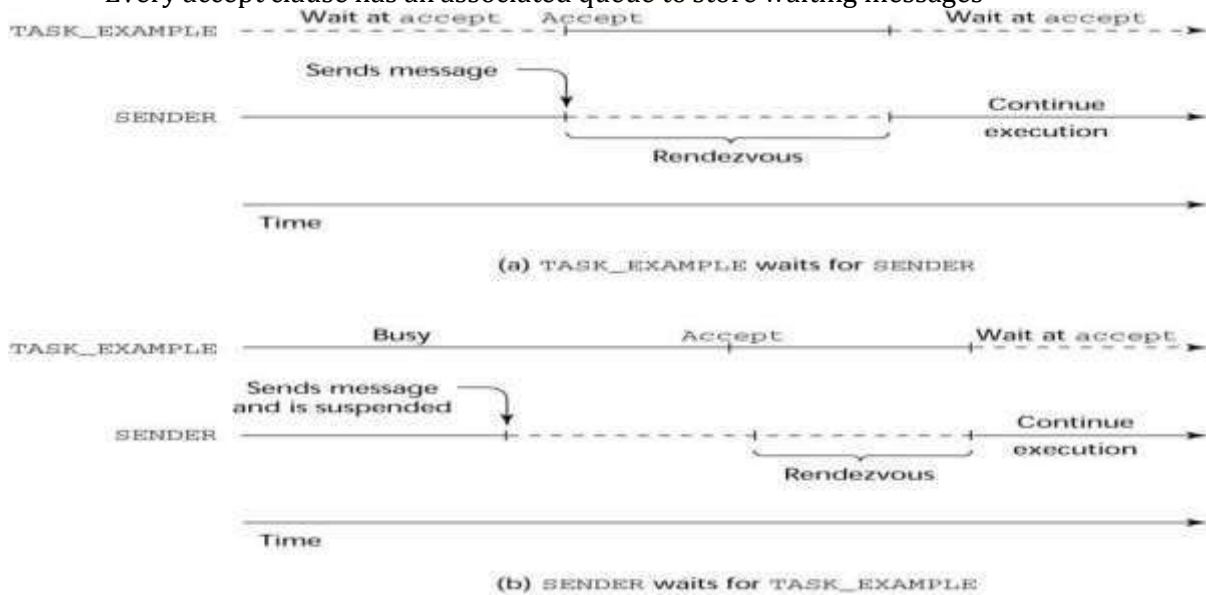 Every accept clause has an associated queue to store waiting messages
Wait at accept Accept Wait at accept
TASK_EXAMPLE
Sends message
SENDER
Continue
execution
Rendezvous
Time
(a) TASK_EXAMPLE waits for SENDER
Busy Accept Wait at accept
TASK_EXAMPLE
Sends message
and is suspended
SENDER
Continue
execution
Rendezvous
Time
(b) SENDER waits for TASK_EXAMPLE